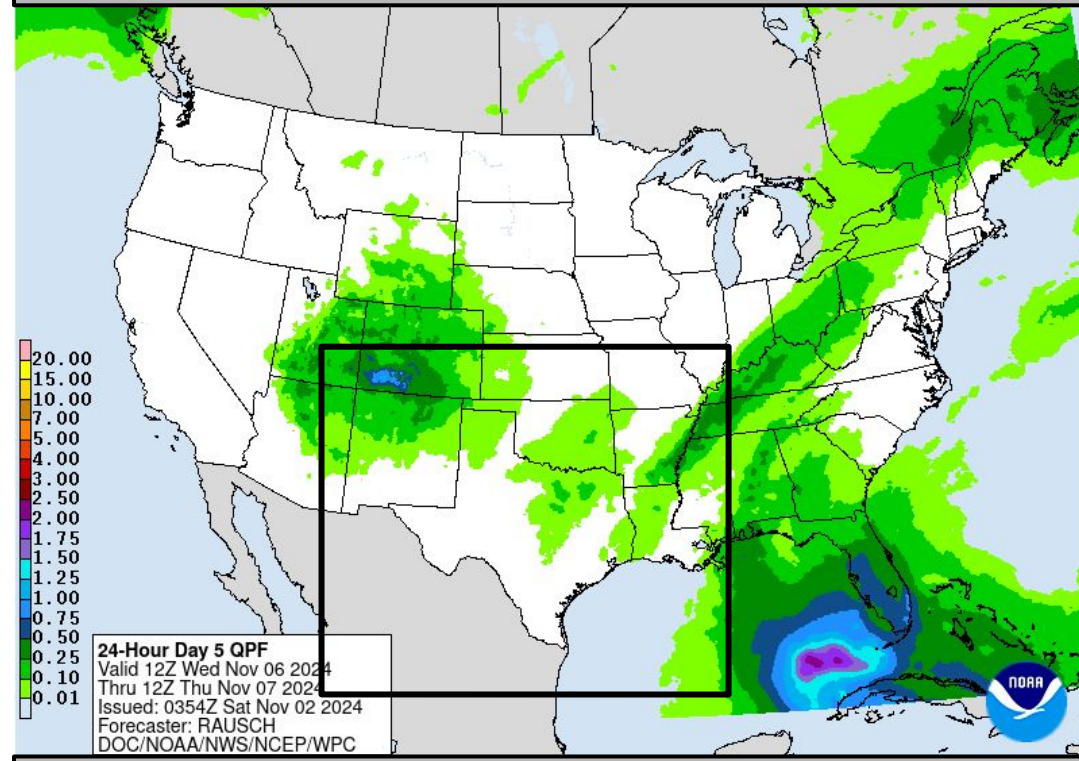 20.00
15.00
10.00
7.00
5.00
4.00
3.00
2.50
2.00
1.75
1.50
1.25
1.00
0.75
0.50
0.25
0.10
0.01
24-Hour Day 5 QPF
Valid 12Z Wed Nov 06 2024
Thru 12Z Thu Nov 07 2024
Issued: 0354Z Sat Nov 02 2024
Forecaster: RAUSCH
DOC/NOAA/NWS/NCEP/WPC
NOAA